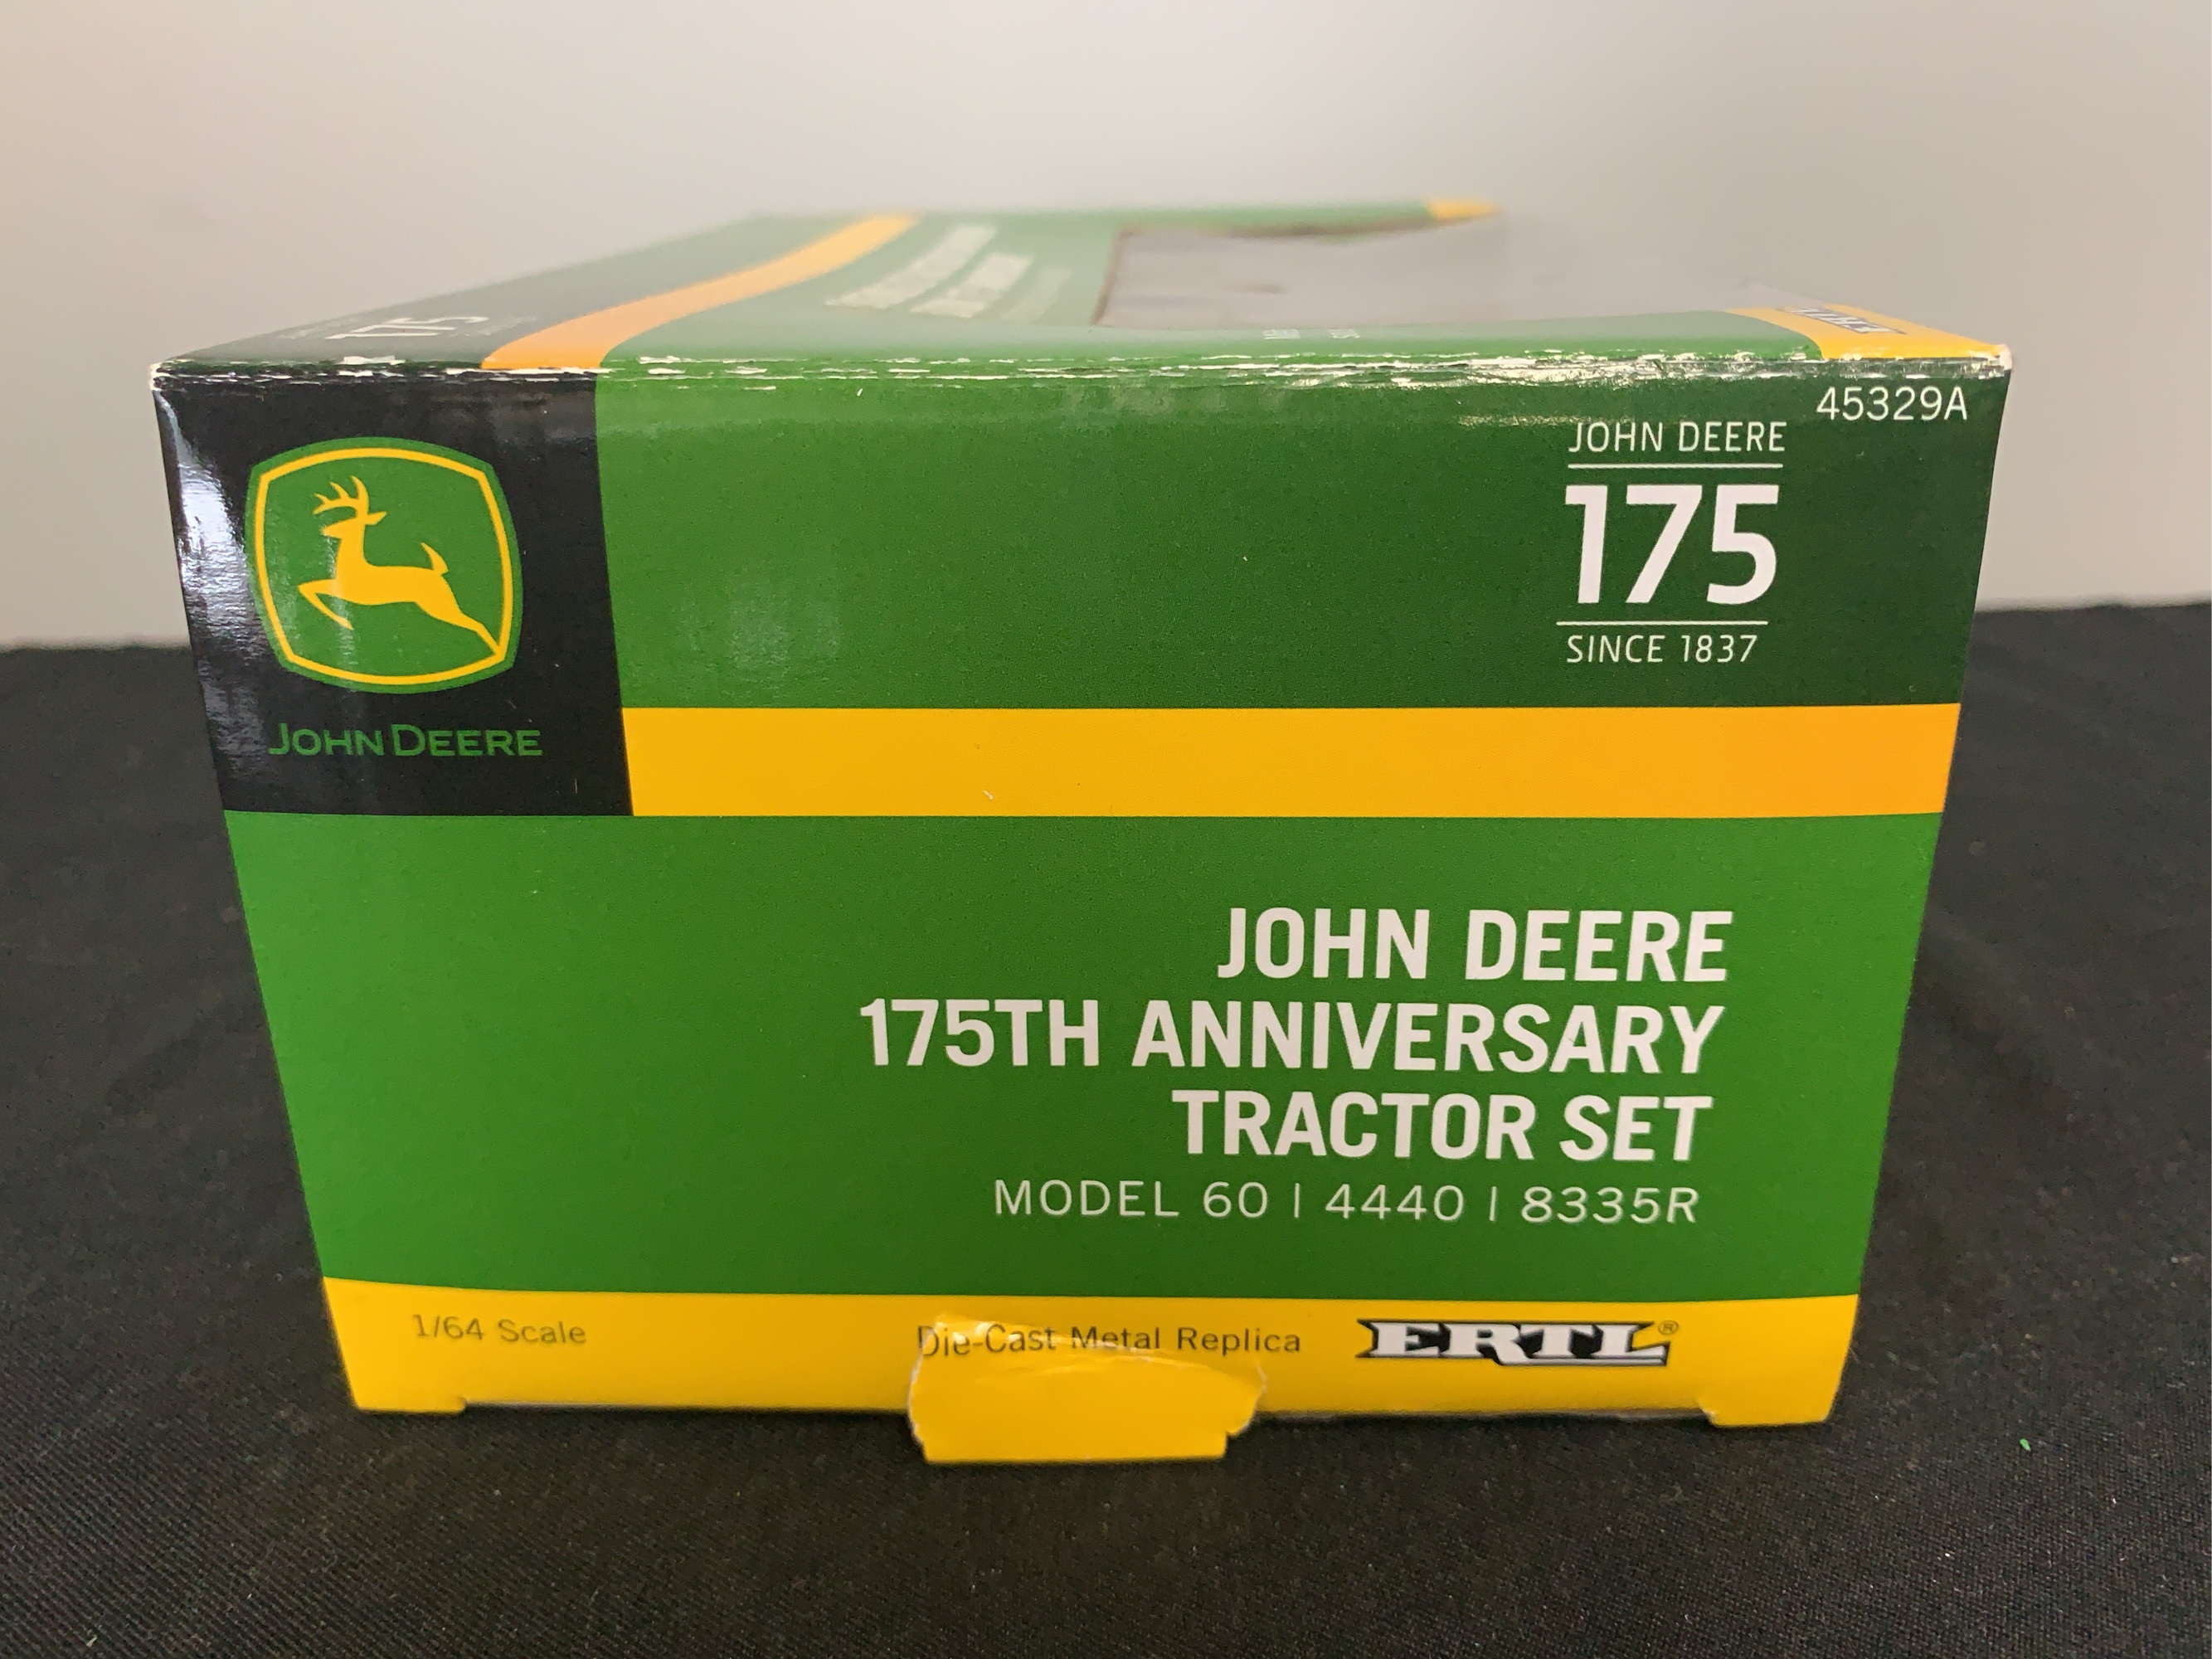 175
45329A
JOHN DEERE
175
SINCE 1837
JOHN DEERE
JOHN DEERE
175TH ANNIVERSARY
TRACTOR SET
MODEL 60 | 4440 | 8335R
1/64 Scale
Die-Cast Metal Replica
ERTL®